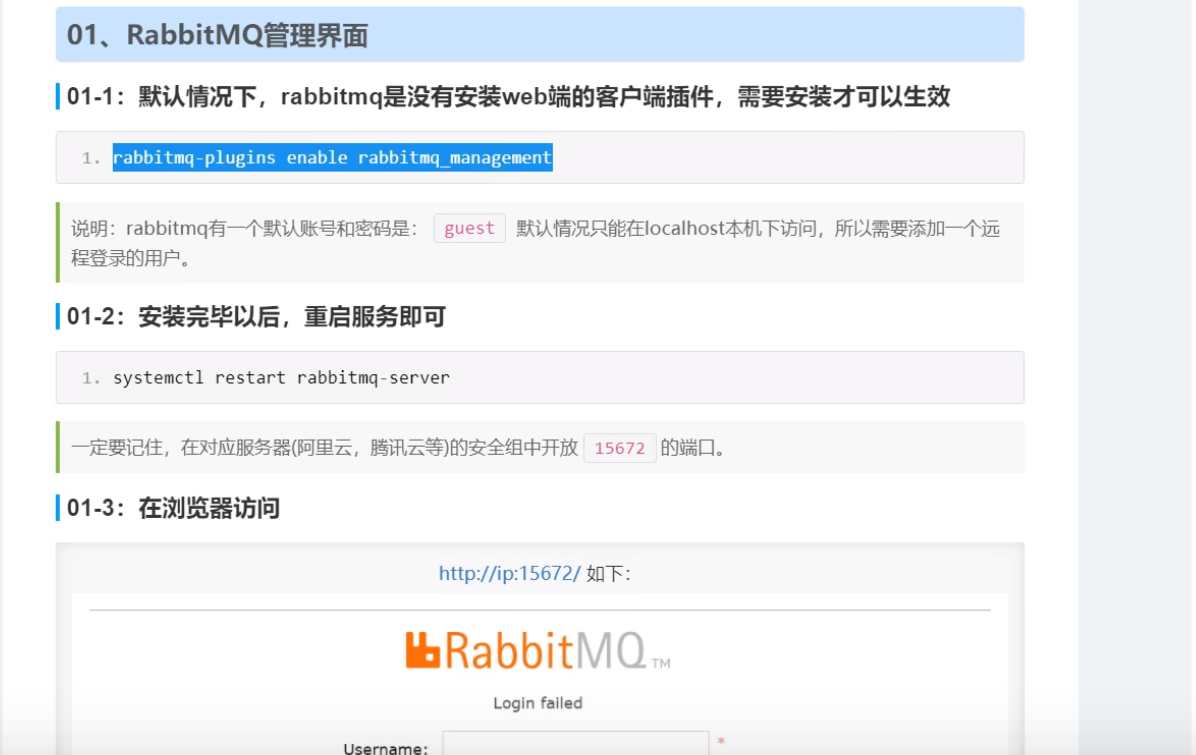 01、RabbitMQ管理界面
01-1：默认情况下，rabbitmq是没有安装web端的客户端插件，需要安装才可以生效
1. rabbitmq-plugins enable rabbitmq_management
说明：rabbitmq有一个默认账号和密码是： guest 默认情况只能在localhost本机下访问，所以需要添加一个远
程登录的用户。
01-2：安装完毕以后，重启服务即可
1. systemctl restart rabbitmq-server
一定要记住，在对应服务器(阿里云，腾讯云等)的安全组中开放 15672 的端口。
01-3：在浏览器访问
http://ip:15672/ 如下：
RabbitMQ TM
Login failed
Username: *